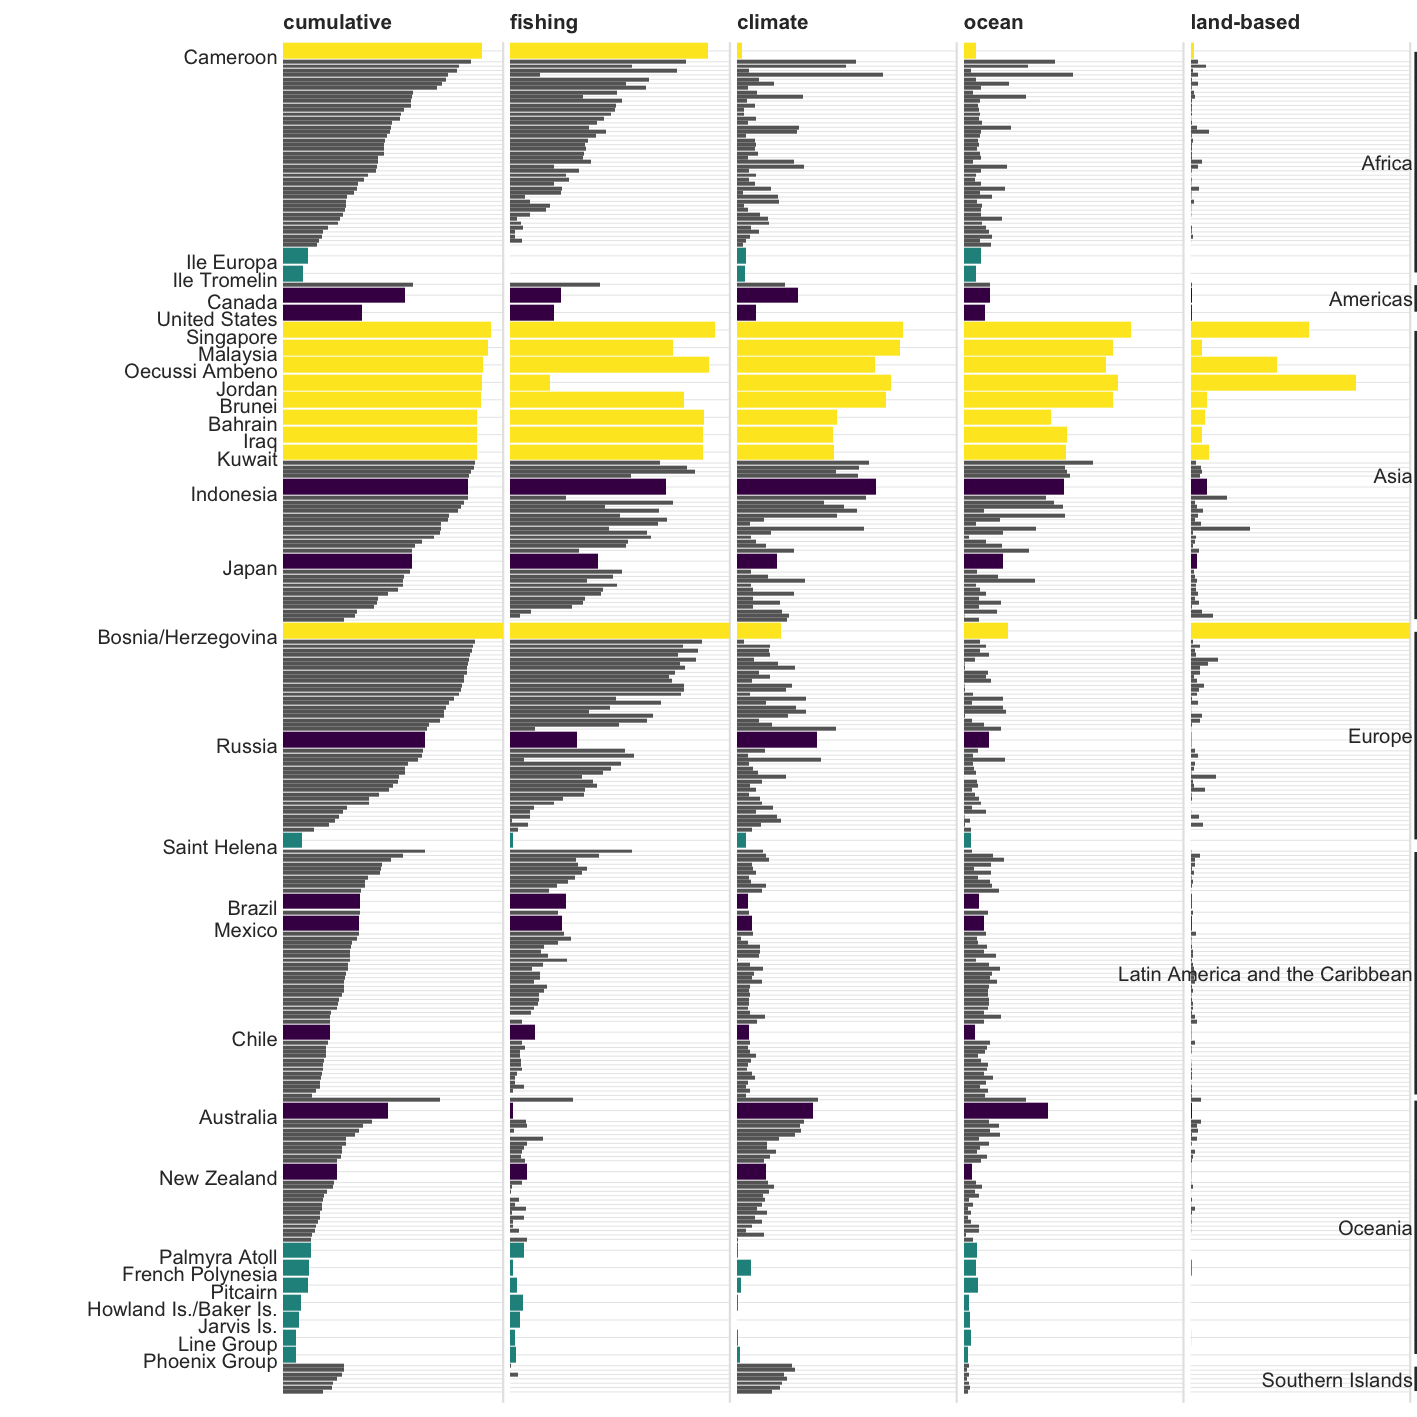 cumulative fishing climate ocean land-based
Cameroon
Africa
Ile Europa
Ile Tromelin
Canada
Americas
United States
Singapore
Malaysia
Oecussi Ambeno
Jordan
Brunei
Bahrain
Iraq
Kuwait
Asia
Indonesia
Japan
Bosnia/Herzegovina
Europe
Russia
Saint Helena
Brazil
Mexico
Latin America and the Caribbean
Chile
Australia
New Zealand
Oceania
Palmyra Atoll
French Polynesia
Pitcairn
Howland Is./Baker Is.
Jarvis Is.
Line Group
Phoenix Group
Southern Islands